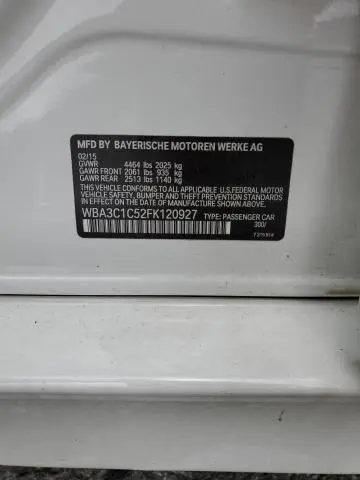 MFD BY BAYERISCHE MOTOREN WERKE AG
02/15
GVWR 4464 lbs 2025 kg
GAWR FRONT 2061 lbs 935 kg
GAWR REAR 2513 lbs 1140 kg
THIS VEHICLE CONFORMS TO ALL APPLICABLE U.S.FEDERAL MOTOR
VEHICLE SAFETY, BUMPER AND THEFT PREVENTION STANDARDS
IN EFFECT ON THE DATE OF MANUFACTURE SHOWN ABOVE.
WBA3C1C52FK120927 TYPE: PASSENGER CAR
300/